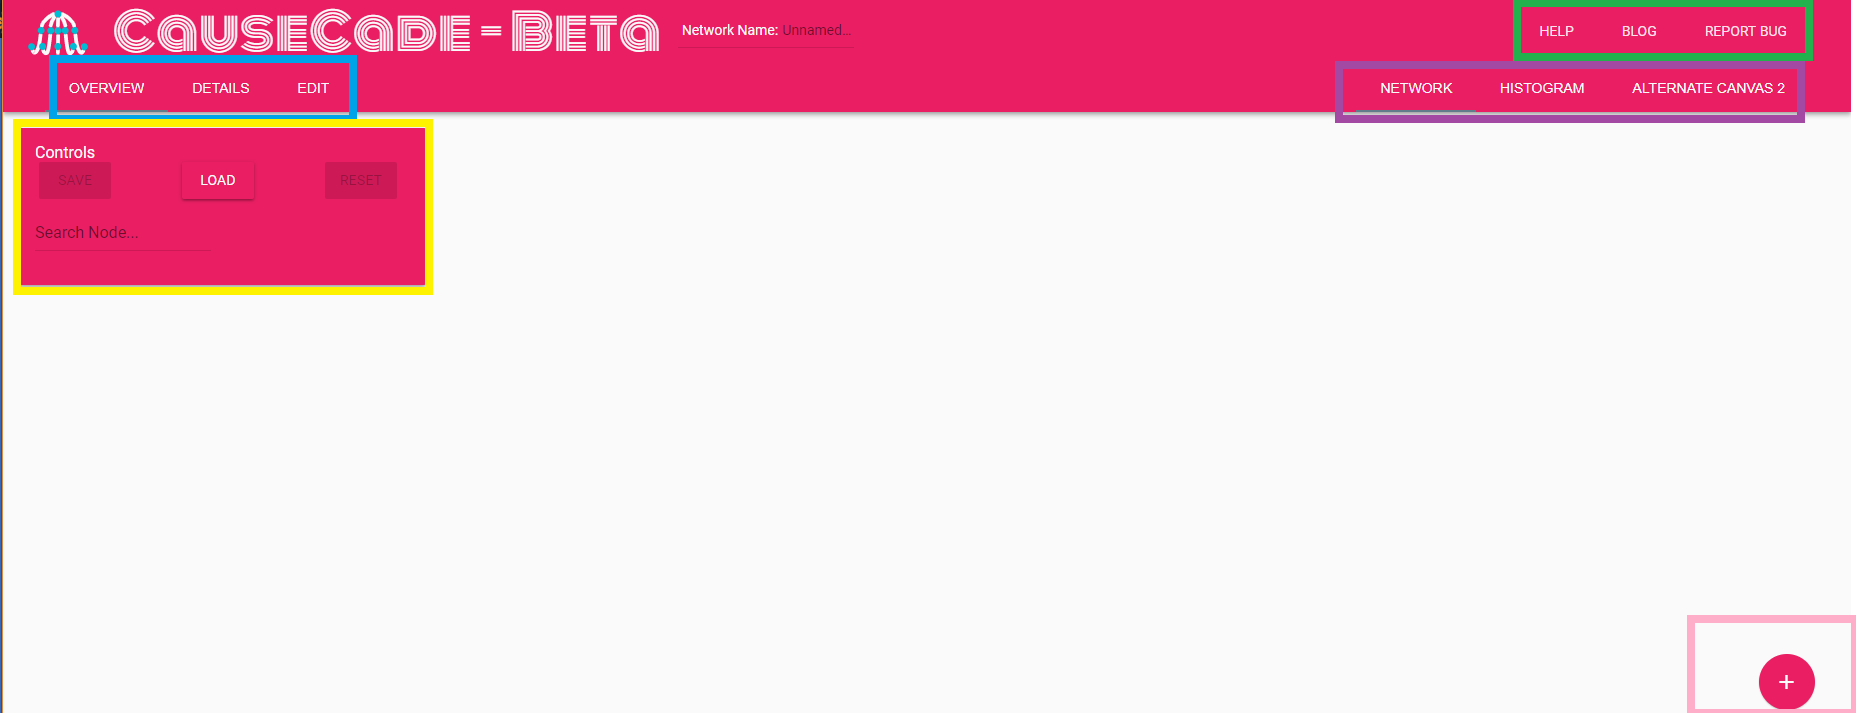 CauseCade - Beta
Network Name: Unnamed...
HELP BLOG REPORT BUG
OVERVIEW DETAILS EDIT
NETWORK HISTOGRAM ALTERNATE CANVAS 2
Controls
SAVE LOAD RESET
Search Node...
+